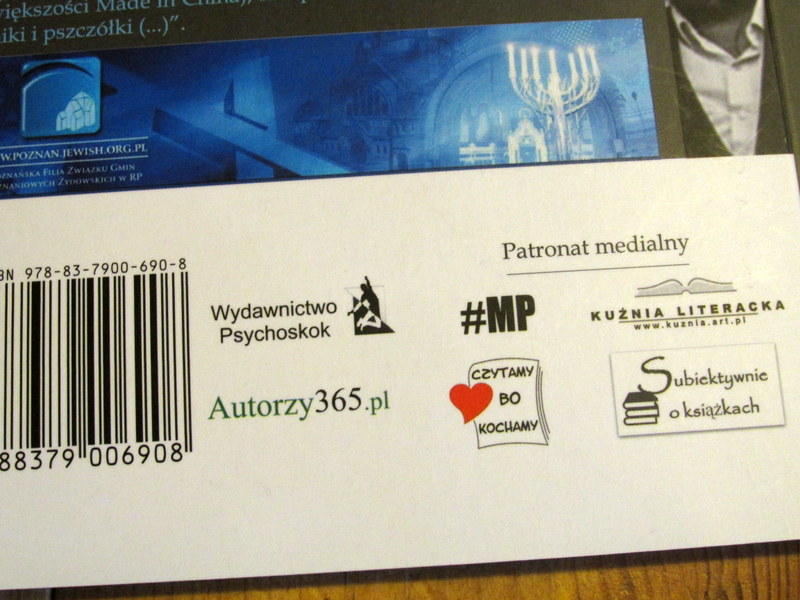 większości Made in China),
niki i pszczółki (...)”.
WWW.POZNAN.JEWISH.ORG.PL
POZNAŃSKA FILIA ZWIĄZKU GMIN
WYZNANIOWYCH ŻYDOWSKICH W RP
Patronat medialny
BN 978-83-7900-690-8
88379 006908
Wydawnictwo
Psychoskok
#MP
KUŹNIA LITERACKA
www.kuznia.art.pl
Autorzy365.pl
CZYTAMY
BO
KOCHAMY
Subiektywnie
o książkach